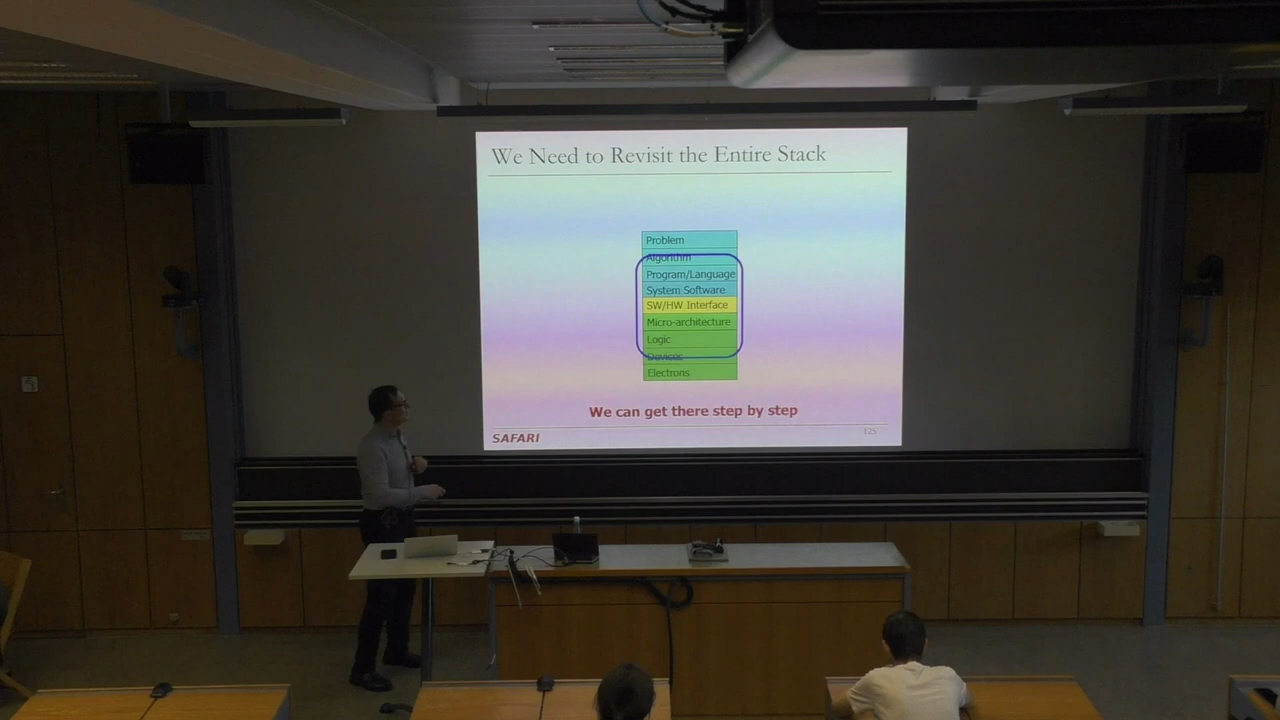 We Need to Revisit the Entire Stack
Problem
Algorithm
Program/Language
System Software
SW/HW Interface
Micro-architecture
Logic
Devices
Electrons
We can get there step by step
SAFARI
125